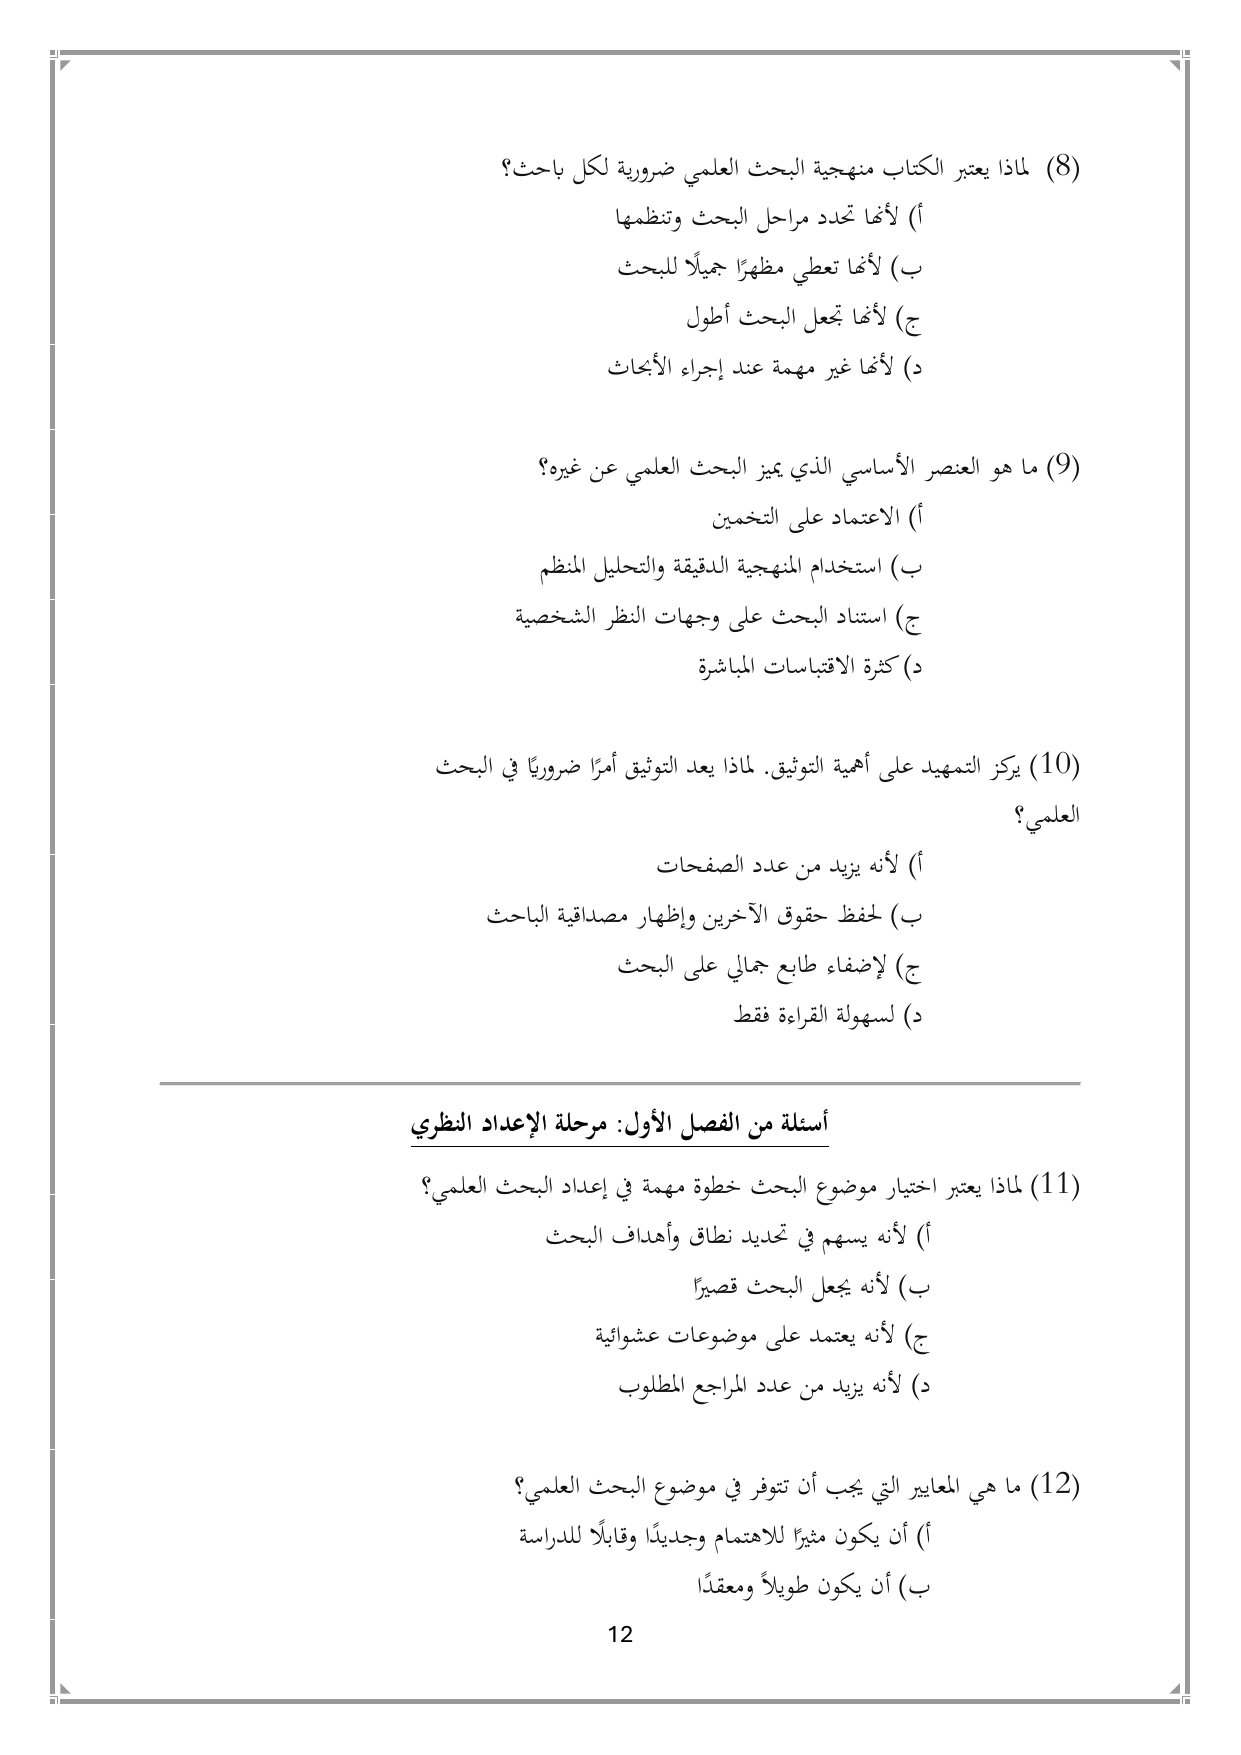 (8) لماذا يعتبر الكتاب منهجية البحث العلمي ضرورية لكل باحث؟
أ) لأنها تحدد مراحل البحث وتنظمها
ب) لأنها تعطي مظهرًا جميلًا للبحث
ج) لأنها تجعل البحث أطول
د) لأنها غير مهمة عند إجراء الأبحاث
(9) ما هو العنصر الأساسي الذي يميز البحث العلمي عن غيره؟
أ) الاعتماد على التخمين
ب) استخدام المنهجية الدقيقة والتحليل المنظم
ج) استناد البحث على وجهات النظر الشخصية
د) كثرة الاقتباسات المباشرة
(10) يركز التمهيد على أهمية التوثيق. لماذا يعد التوثيق أمرًا ضروريًا في البحث
العلمي؟
أ) لأنه يزيد من عدد الصفحات
ب) لحفظ حقوق الآخرين وإظهار مصداقية الباحث
ج) لإضفاء طابع جمالي على البحث
د) لسهولة القراءة فقط
أسئلة من الفصل الأول: مرحلة الإعداد النظري
(11) لماذا يعتبر اختيار موضوع البحث خطوة مهمة في إعداد البحث العلمي؟
أ) لأنه يسهم في تحديد نطاق وأهداف البحث
ب) لأنه يجعل البحث قصيرًا
ج) لأنه يعتمد على موضوعات عشوائية
د) لأنه يزيد من عدد المراجع المطلوب
(12) ما هي المعايير التي يجب أن تتوفر في موضوع البحث العلمي؟
أ) أن يكون مثيرًا للاهتمام وجديدًا وقابلًا للدراسة
ب) أن يكون طويلاً ومعقدًا
12